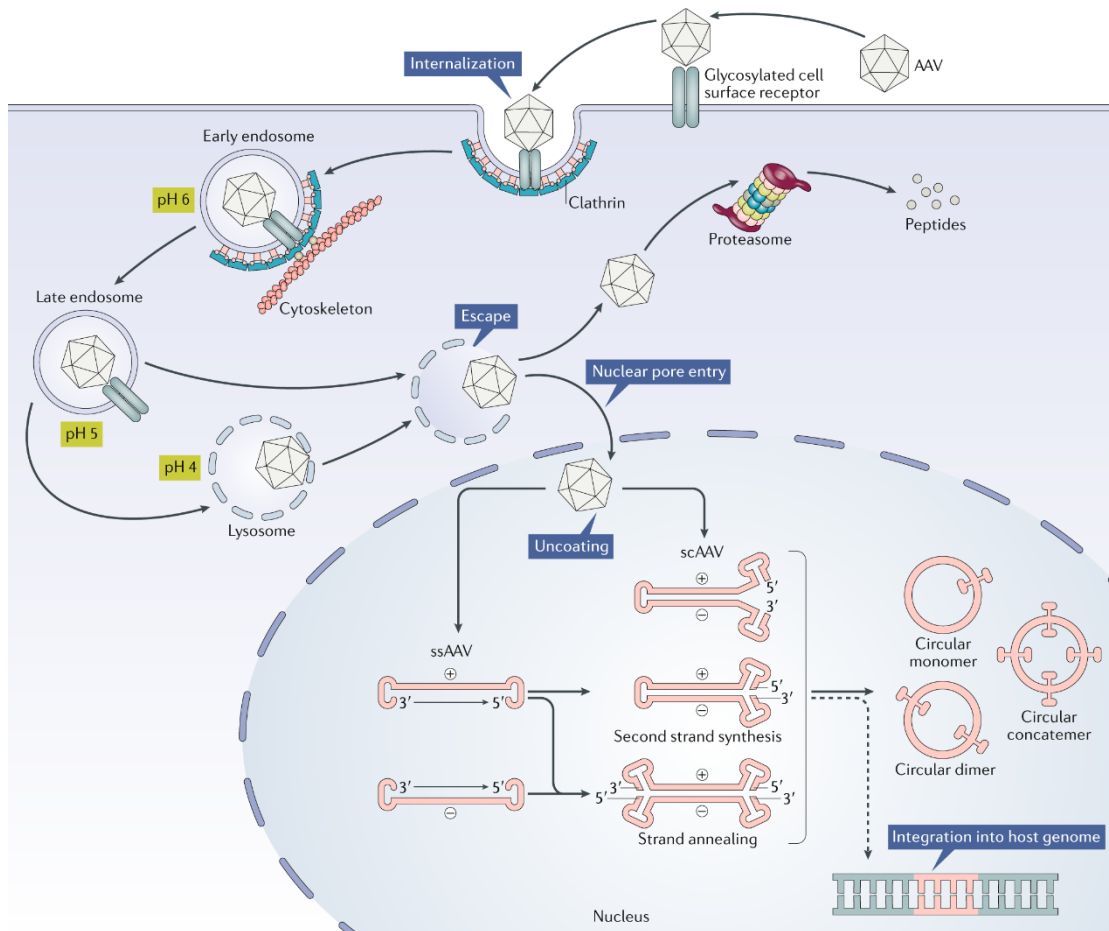 Internalization
Glycosylated cell
surface receptor
AAV
Early endosome
pH 6
Clathrin
Proteasome
Peptides
Cytoskeleton
Late endosome
pH 5
Escape
Nuclear pore entry
pH 4
Lysosome
Uncoating
ssAAV
scAAV
+
5′
3′
−
+
3′ 5′
+
5′
3′
−
Second strand synthesis
3′ 5′
−
+
5′ 3′ 5′ 3′
−
Strand annealing
Circular
monomer
Circular
concatemer
Circular dimer
Integration into host genome
Nucleus